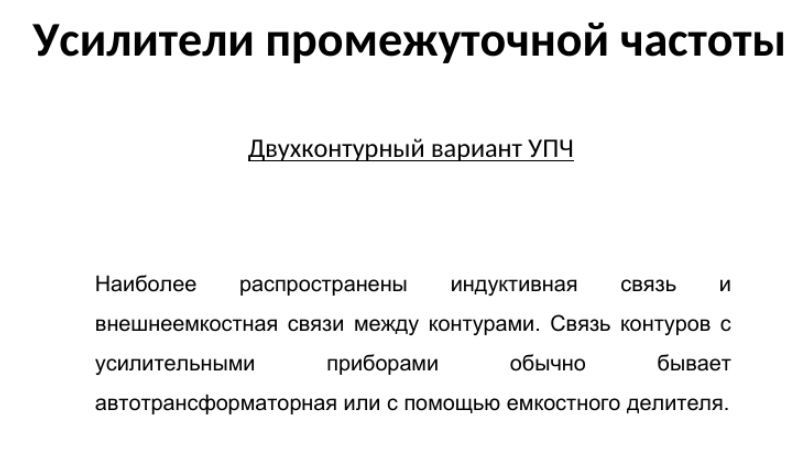 Усилители промежуточной частоты
Двухконтурный вариант УПЧ
Наиболее распространены индуктивная связь и
внешнеемкостная связи между контурами. Связь контуров с
усилительными приборами обычно бывает
автотрансформаторная или с помощью емкостного делителя.